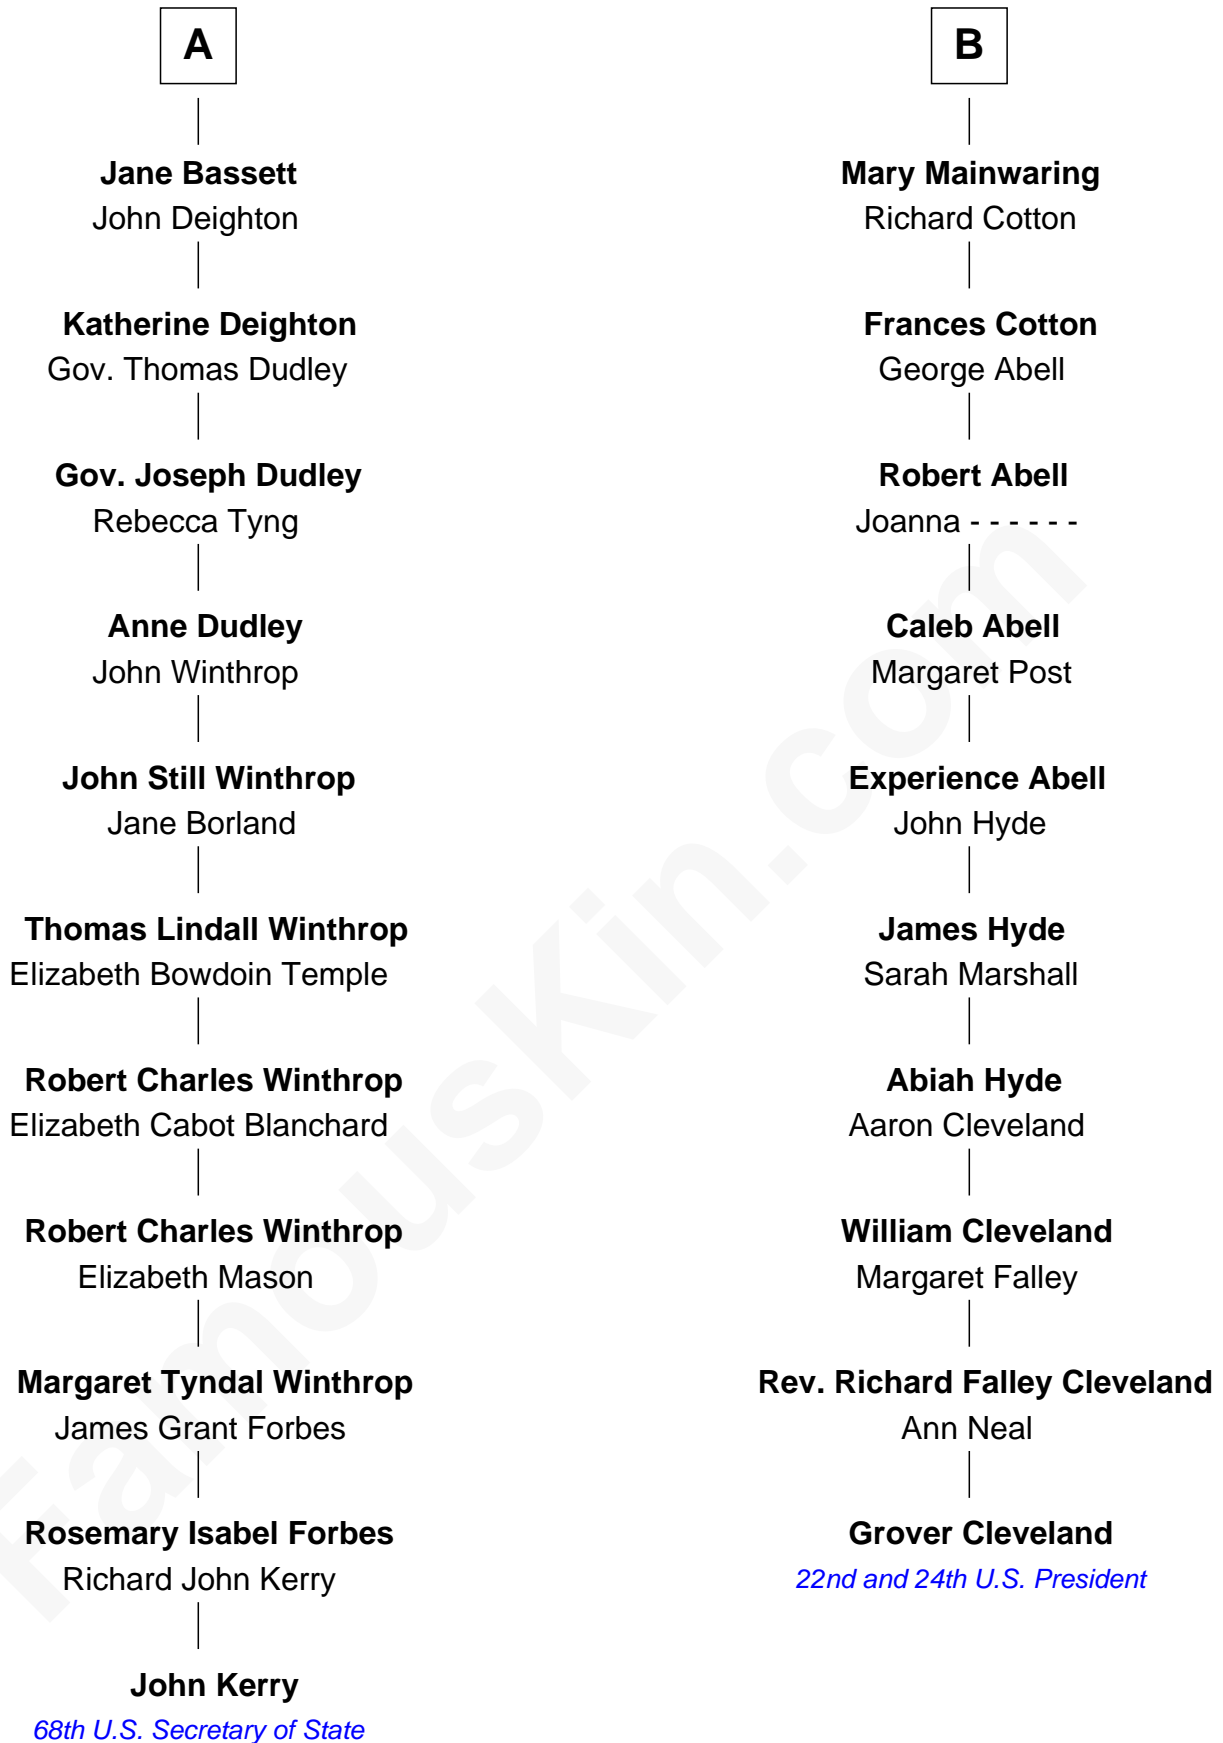 A
Jane Bassett
John Deighton
Katherine Deighton
Gov. Thomas Dudley
Gov. Joseph Dudley
Rebecca Tyng
Anne Dudley
John Winthrop
John Still Winthrop
Jane Borland
Thomas Lindall Winthrop
Elizabeth Bowdoin Temple
Robert Charles Winthrop
Elizabeth Cabot Blanchard
Robert Charles Winthrop
Elizabeth Mason
Margaret Tyndal Winthrop
James Grant Forbes
Rosemary Isabel Forbes
Richard John Kerry
John Kerry
68th U.S. Secretary of State
B
Mary Mainwaring
Richard Cotton
Frances Cotton
George Abell
Robert Abell
Joanna - - - - - -
Caleb Abell
Margaret Post
Experience Abell
John Hyde
James Hyde
Sarah Marshall
Abiah Hyde
Aaron Cleveland
William Cleveland
Margaret Falley
Rev. Richard Falley Cleveland
Ann Neal
Grover Cleveland
22nd and 24th U.S. President
FamousKin.com